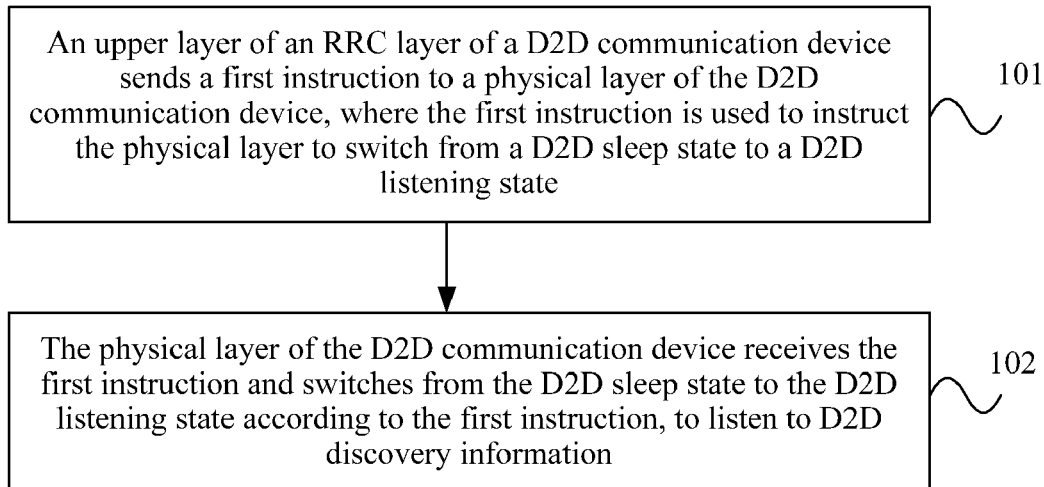 An upper layer of an RRC layer of a D2D communication device
sends a first instruction to a physical layer of the D2D
communication device, where the first instruction is used to instruct
the physical layer to switch from a D2D sleep state to a D2D
listening state
101
The physical layer of the D2D communication device receives the
first instruction and switches from the D2D sleep state to the D2D
listening state according to the first instruction, to listen to D2D
discovery information
102